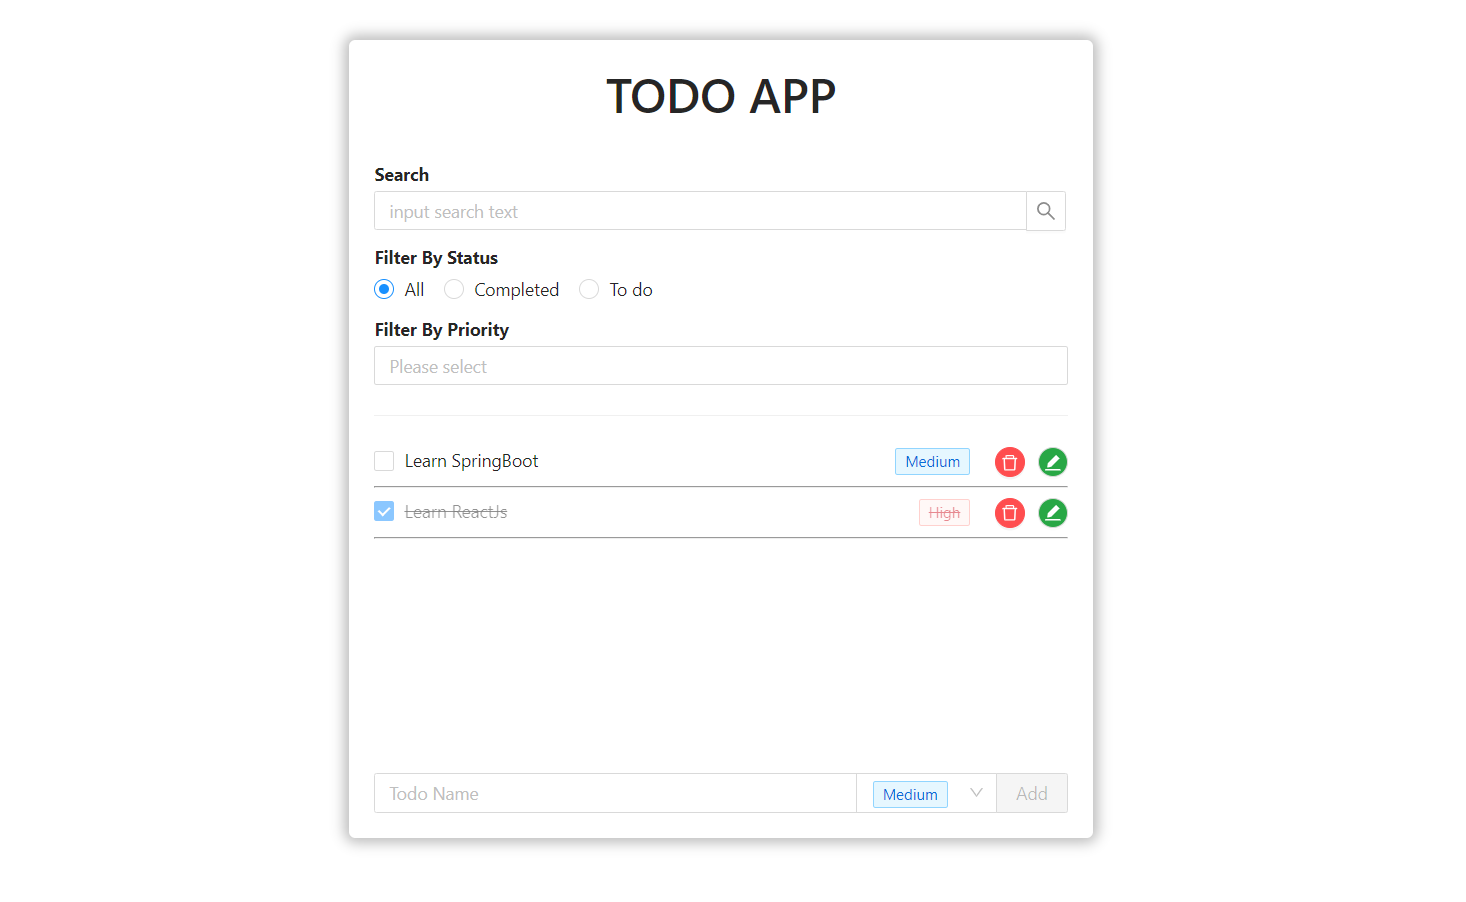 TODO APP
Search
input search text
Filter By Status
All Completed To do
Filter By Priority
Please select
Learn SpringBoot Medium
Learn ReactJs High
Todo Name Medium Add